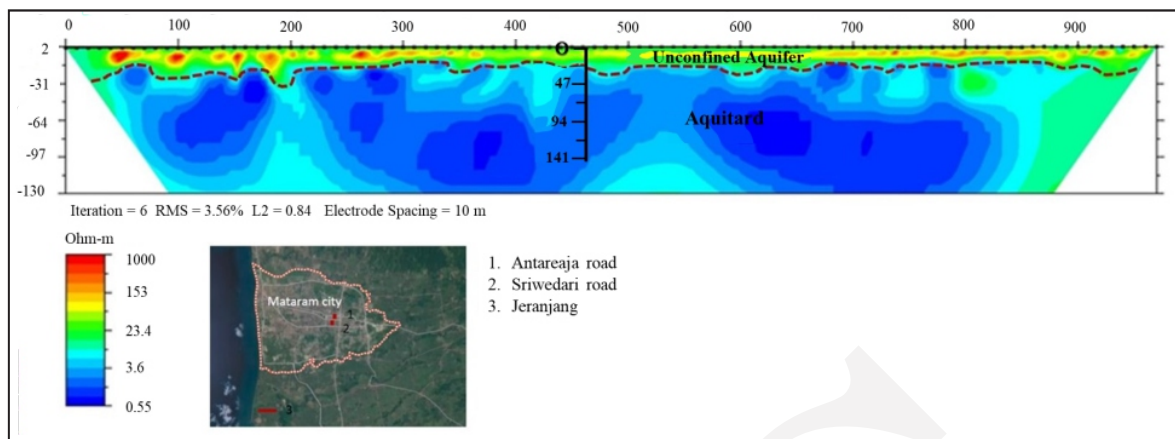 0 100 200 300 400 500 600 700 800 900
2
-31
-64
-97
-130
0
47
94
141
Unconfined Aquifer
Aquitard
Iteration = 6 RMS = 3.56% L2 = 0.84 Electrode Spacing = 10 m
Ohm-m
1000
153
23.4
3.6
0.55
Mataram city
1
2
3
1. Antareaja road
2. Sriwedari road
3. Jeranjang